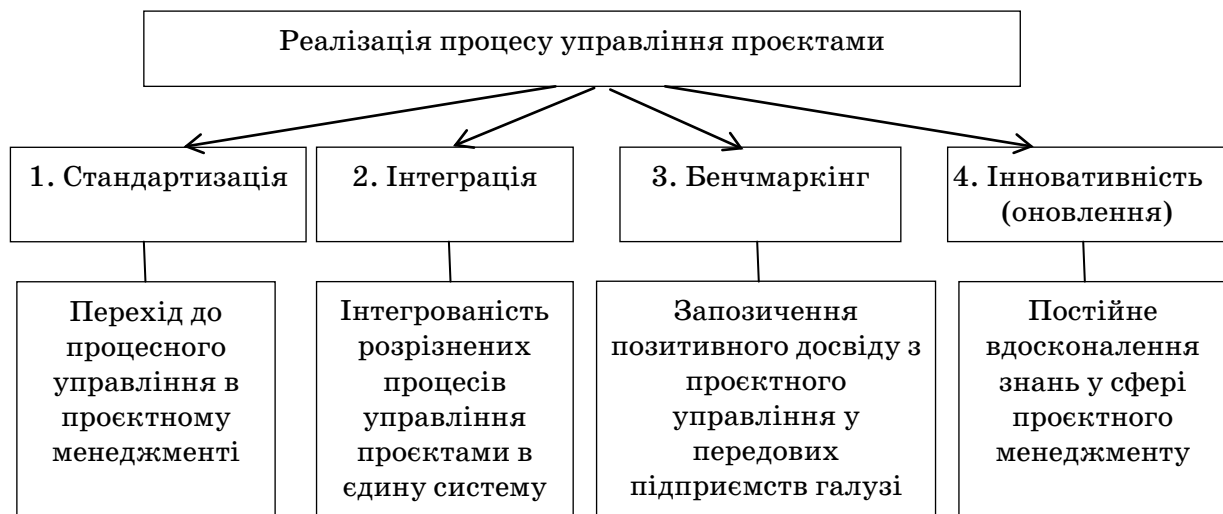 Реалізація процесу управління проєктами
1. Стандартизація
2. Інтеграція
3. Бенчмаркінг
4. Інновативність
(оновлення)
Перехід до
процесного
управління в
проєктному
менеджменті
Інтегрованість
розрізнених
процесів
управління
проєктами в
єдину систему
Запозичення
позитивного досвіду з
проєктного
управління у
передових
підприємств галузі
Постійне
вдосконалення
знань у сфері
проєктного
менеджменту